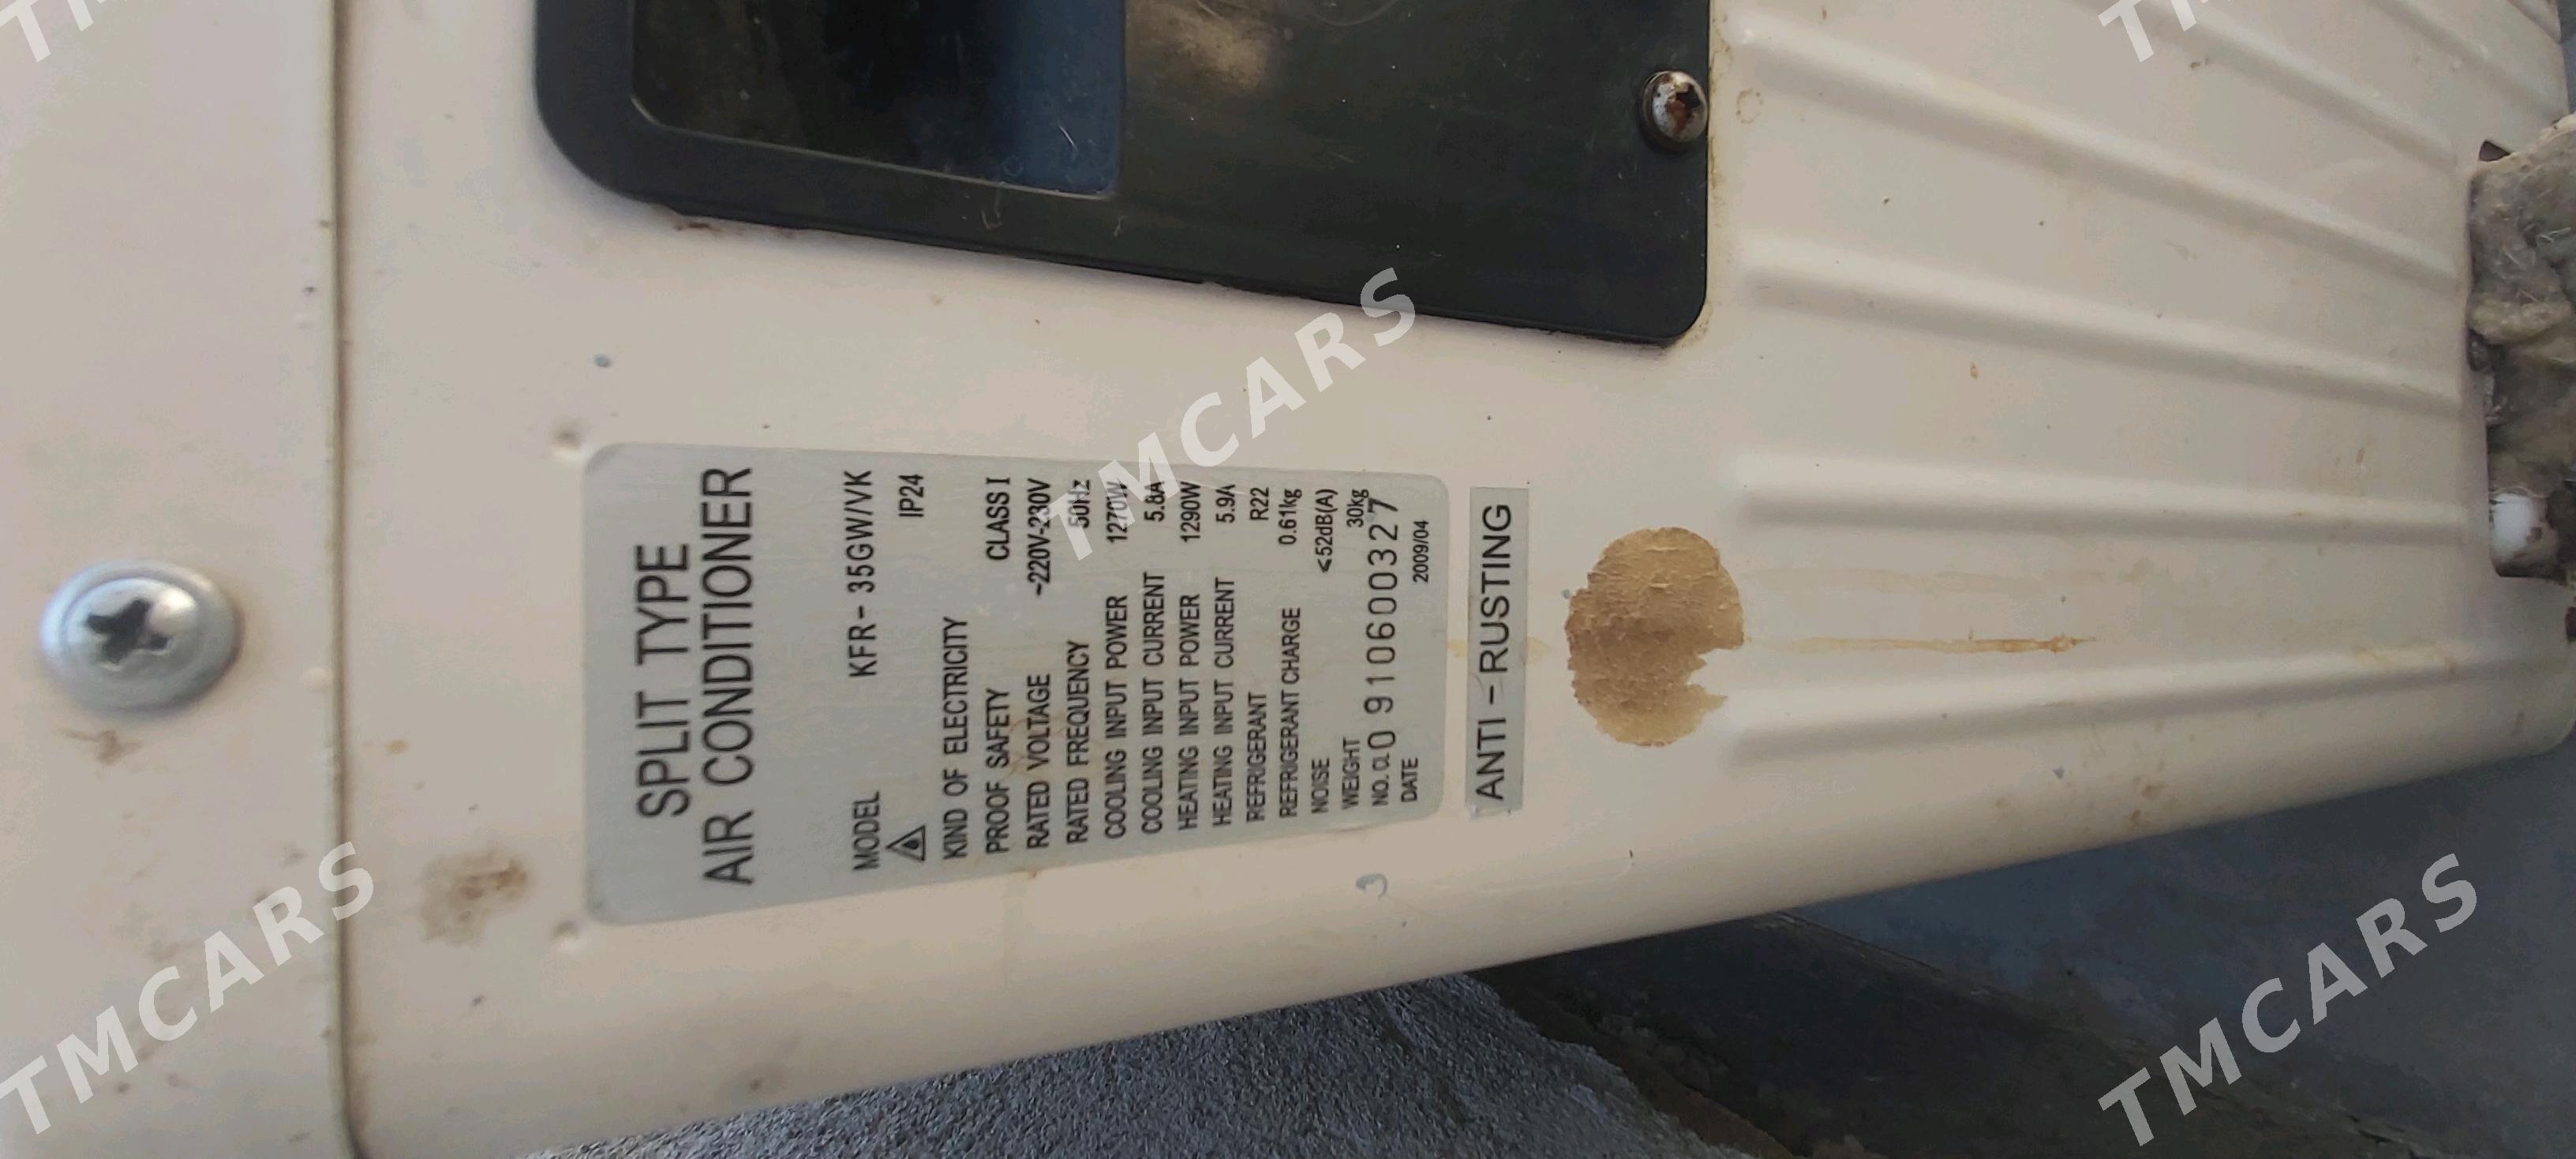 SPLIT TYPE
AIR CONDITIONER
MODEL KFR-35GW/VK
IP24
KIND OF ELECTRICITY
PROOF SAFETY CLASS I
RATED VOLTAGE ~220V-230V
RATED FREQUENCY 50Hz
COOLING INPUT POWER 1270W
COOLING INPUT CURRENT 5.8A
HEATING INPUT POWER 1290W
HEATING INPUT CURRENT 5.9A
REFRIGERANT R22
REFRIGERANT CHARGE 0.61kg
NOISE <52dB(A)
WEIGHT 30kg
NO. 0910600327
DATE 2009/04
ANTI-RUSTING
TMCARS
TMCARS
TMCARS